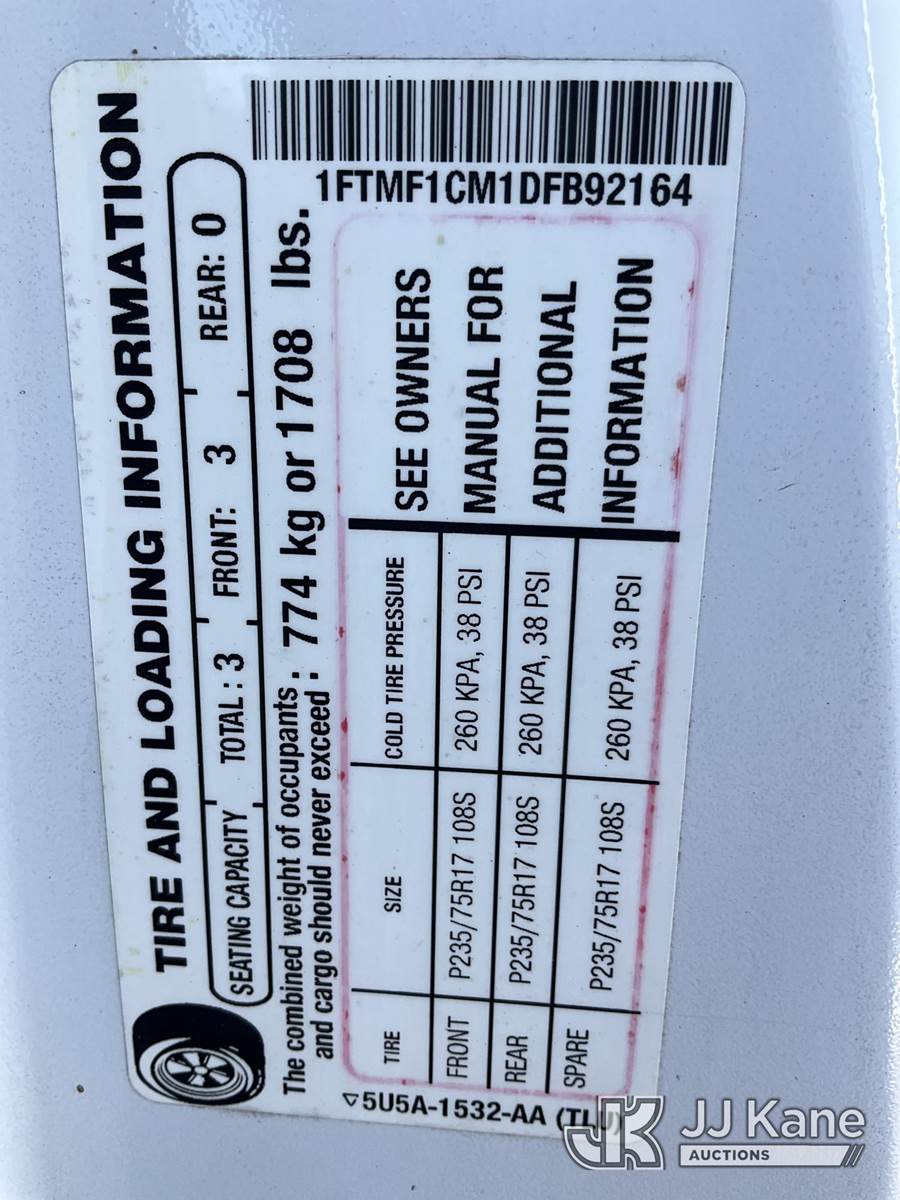 TIRE AND LOADING INFORMATION
SEATING CAPACITY TOTAL : 3 FRONT: 3 REAR: 0
The combined weight of occupants
and cargo should never exceed : 774 kg or 1708 lbs.
1FTMF1CM1DFB92164
TIRE SIZE COLD TIRE PRESSURE
FRONT P235/75R17 108S 260 KPA, 38 PSI
REAR P235/75R17 108S 260 KPA, 38 PSI
SPARE P235/75R17 108S 260 KPA, 38 PSI
SEE OWNERS
MANUAL FOR
ADDITIONAL
INFORMATION
5U5A-1532-AA (TLU)
JK JJ Kane
AUCTIONS